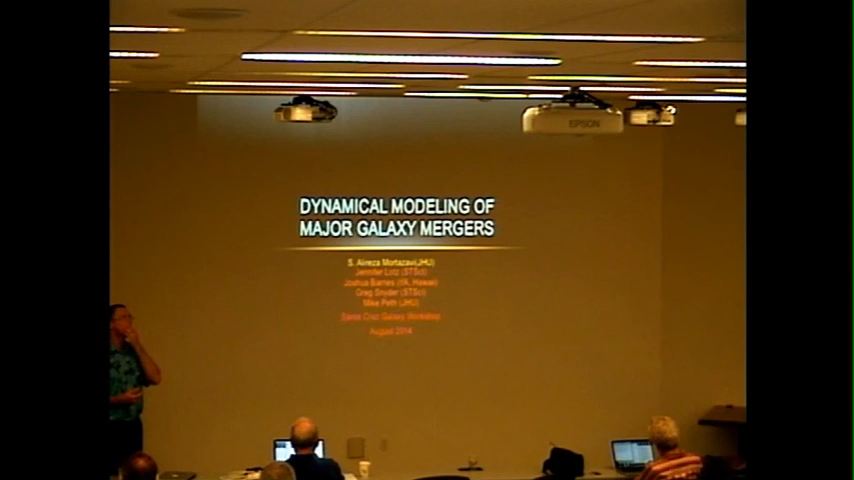 EPSON
DYNAMICAL MODELING OF
MAJOR GALAXY MERGERS
S. Alireza Mortazavi(JHU)
Jennifer Lotz (STScI)
Joshua Barnes (IfA, Hawaii)
Greg Snyder (STScI)
Mike Peth (JHU)
Santa Cruz Galaxy Workshop
August 2014